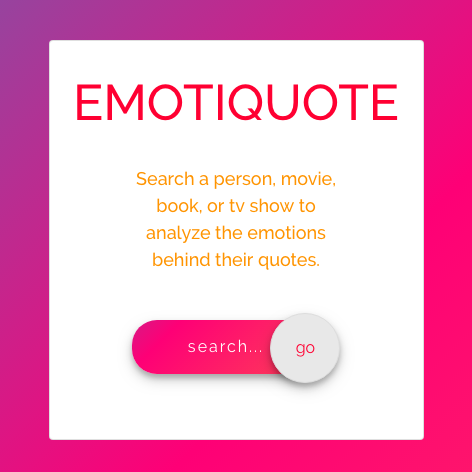 EMOTIQUOTE
Search a person, movie,
book, or tv show to
analyze the emotions
behind their quotes.
search...
go